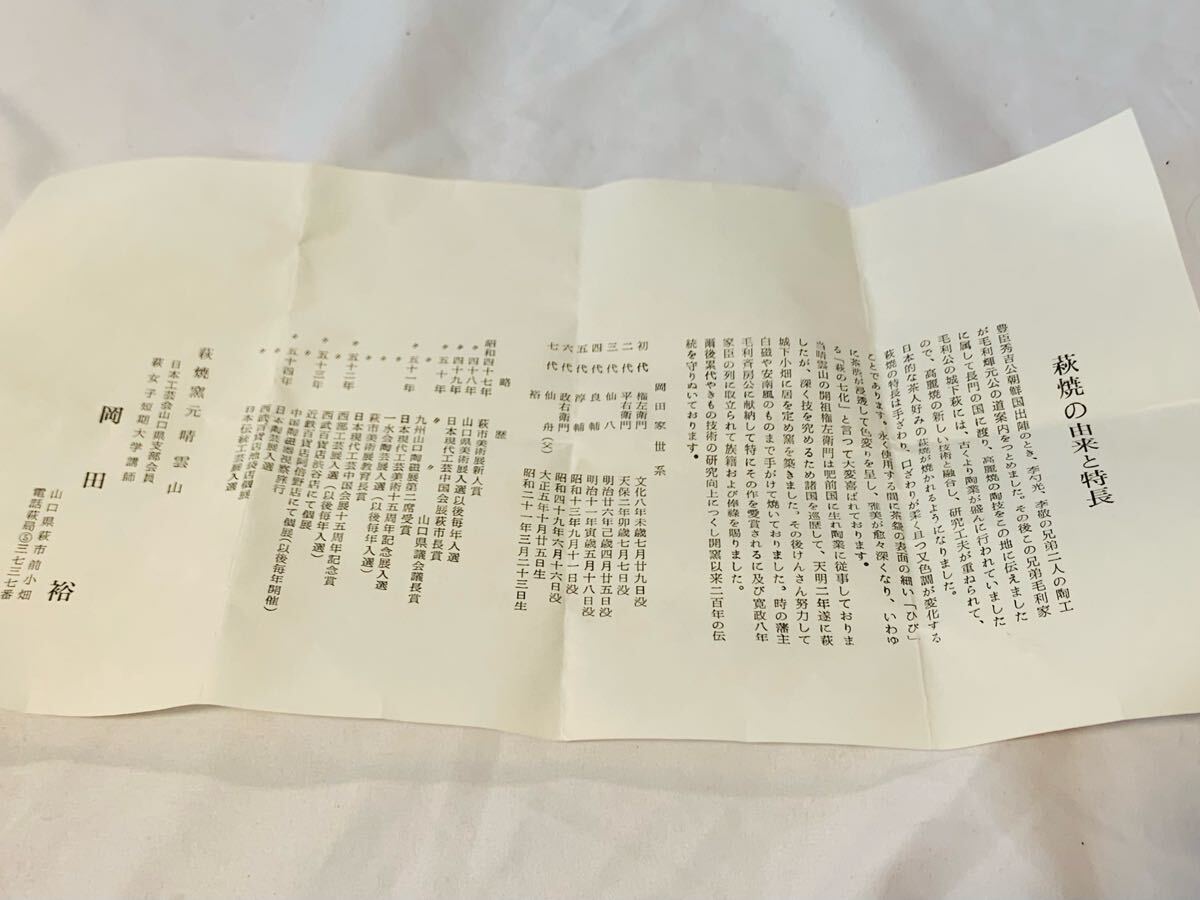 萩焼の由来と特長
豊臣秀吉公朝鮮国出陣のとき、李勺光、李敬の兄弟二人の陶工
が毛利輝元公の道案内をつとめました。その後この兄弟毛利家
に属して長門の国に渡り、高麗焼の陶技をこの地に伝えました
毛利公の城下萩には、古くより陶業が盛んに行われていました
ので、高麗焼の新しい技術と融合し、研究工夫が重ねられて、
日本的な茶人好みの萩焼が焼かれるようになりました。
萩焼の特長は手ざわり、口ざわりが柔く且つ又色調が変化する
ことであります。永く使用する間に茶盌の表面の細い「ひび」
に茶渋が浸透して色変りを呈し、雅美が愈々深くなり、いわゆ
る「萩の七化」と言つて大変喜ばれております。
当晴雲山の開祖権左衛門は肥前国に生れ陶業に従事しておりま
したが、深く技を究めるため諸国を巡歴して、天明二年遂に萩
城下小畑に居を定め窯を築きました。その後けんさん努力して
白磁や安南風のものまで手がけて焼いておりました。時の藩主
毛利斉房公に献納して特にその作を愛賞されるに及び寛政八年
家臣の列に取立られて族籍および俸祿を賜りました。
爾後累代やきもの技術の研究向上につくし開窯以来二百年の伝
統を守りぬいております。
岡田家世系
初代 権左衛門 文化八年未歳七月廿九日没
二代 平右衛門 天保二年卯歳七月七日没
三代 仙八 明治廿六年己歳四月廿五日没
四代 良輔 明治十一年寅歳五月十八日没
五代 淳輔 昭和十三年九月十一日没
六代 政右衛門 昭和四十九年六月十六日没
七代 仙舟(父) 大正五年十月廿五日生
裕 昭和二十一年三月二十三日生
略歴
昭和四十七年 萩市美術展新人賞
〃 四十八年 山口県美術展入選以後毎年入選
〃 四十九年 日本現代工芸中国会展萩市長賞
〃 五十年 〃 〃 山口県議会議長賞
〃 五十一年 九州山口陶磁展第二席受賞
〃 日本現代工芸展入選(以後毎年入選)
〃 一水会陶芸展入選
〃 萩市美術展教育長賞
〃 日本現代工芸美術十五周年記念展入選
〃 五十二年 日本現代工芸中国会展十五周年記念賞
〃 西部工芸展入選(以後毎年入選)
〃 五十三年 西武百貨店渋谷店にて個展
〃 近鉄百貨店阿倍野店にて個展(以後毎年開催)
〃 中国陶磁器視察旅行
〃 五十四年 日本陶芸展入選
〃 西武百貨店池袋店個展
〃 日本伝統工芸展入選
萩焼窯元晴雲山
日本工芸会山口県支部会員
萩女子短期大学講師
岡田裕
山口県萩市前小畑
電話萩局②三七三七番